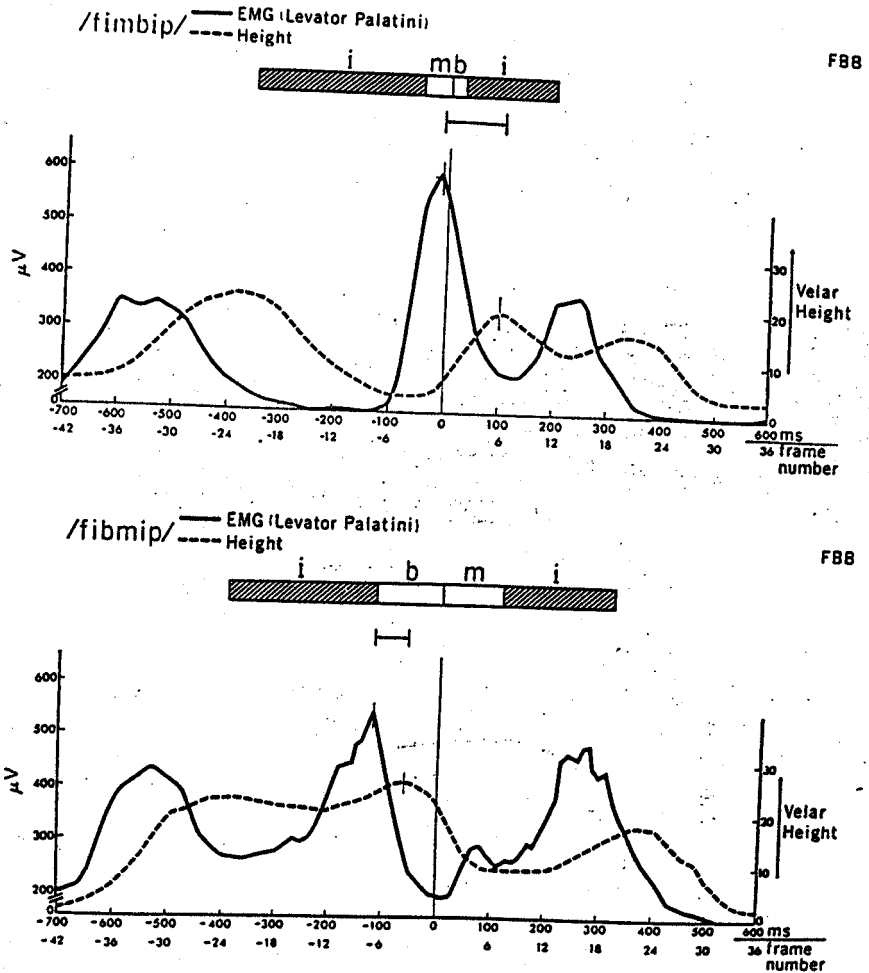 /fimbip/ EMG (Levator Palatini)
Height
FBB
i mb i
600
500
400
300
200
0
μV
30
20
10
0
Velar
Height
-700 -600 -500 -400 -300 -200 -100 0 100 200 300 400 500 600 ms
-42 -36 -30 -24 -18 -12 -6 6 12 18 24 30 36 frame
number
/fibmip/ EMG (Levator Palatini)
Height
FBB
i b m i
600
500
400
300
200
0
μV
30
20
10
0
Velar
Height
-700 -600 -500 -400 -300 -200 -100 0 100 200 300 400 500 600 ms
-42 -36 -30 -24 -18 -12 -6 6 12 18 24 30 36 frame
number